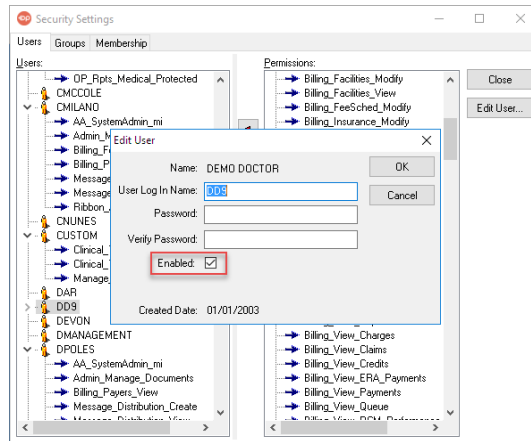 opp Security Settings
Users Groups Membership
Users:
OP_Rpts_Medical_Protected
CMCCOLE
CMILANO
AA_SystemAdmin_mi
Admin_M
Billing_F
Billing_P
Message
Message
Ribbon_
CNUNES
CUSTOM
Clinical_
Clinical_
Manage_
DAR
DD9
DEVON
DMANAGEMENT
DPOLES
AA_SystemAdmin_mi
Admin_Manage_Documents
Billing_Payers_View
Message_Distribution_Create
Message_Distribution_View
Permissions:
Billing_Facilities_Modify
Billing_Facilities_View
Billing_FeeSched_Modify
Billing_Insurance_Modify
Billing_View_Charges
Billing_View_Claims
Billing_View_Credits
Billing_View_ERA_Payments
Billing_View_Payments
Billing_View_Queue
Billing_View_RCM_Performance
Close
Edit User...
Edit User
Name: DEMO DOCTOR
User Log In Name: DD9
Password:
Verify Password:
Enabled:
Created Date: 01/01/2003
OK
Cancel